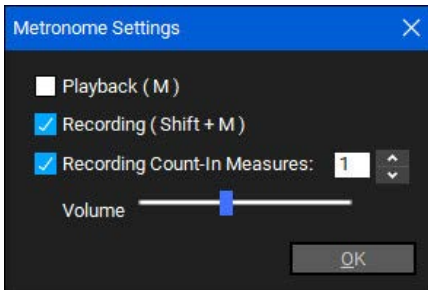 Metronome Settings
Playback ( M )
Recording ( Shift + M )
Recording Count-In Measures: 1
Volume
OK